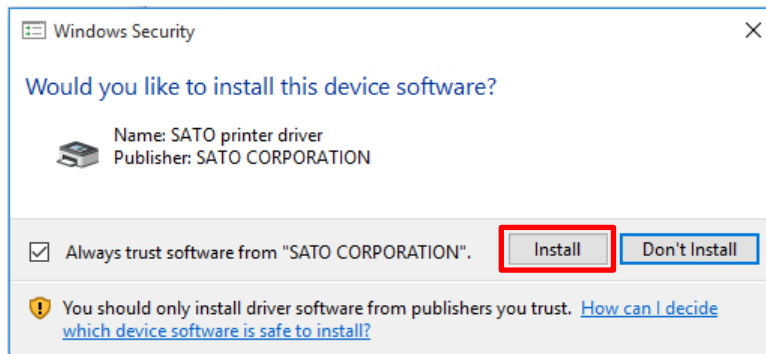 Windows Security
Would you like to install this device software?
Name: SATO printer driver
Publisher: SATO CORPORATION
Always trust software from "SATO CORPORATION".
Install
Don't Install
You should only install driver software from publishers you trust. How can I decide
which device software is safe to install?